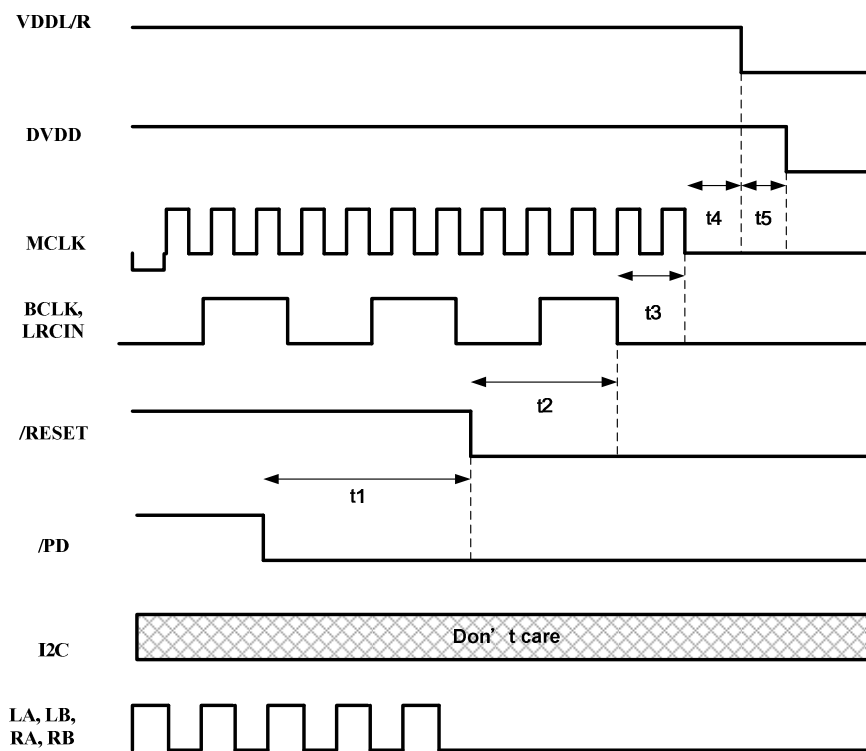 VDDL/R
DVDD
t4
t5
MCLK
t3
BCLK,
LRCIN
t2
/RESET
t1
/PD
Don’t care
I2C
LA, LB,
RA, RB